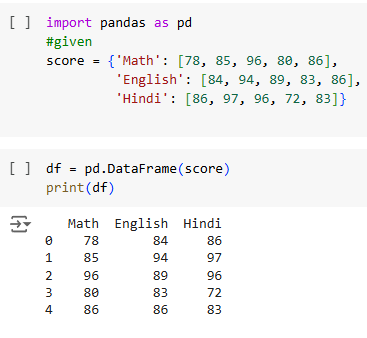 [ ] import pandas as pd
#given
score = {'Math': [78, 85, 96, 80, 86],
'English': [84, 94, 89, 83, 86],
'Hindi': [86, 97, 96, 72, 83]}
[ ] df = pd.DataFrame(score)
print(df)
Math English Hindi
0 78 84 86
1 85 94 97
2 96 89 96
3 80 83 72
4 86 86 83